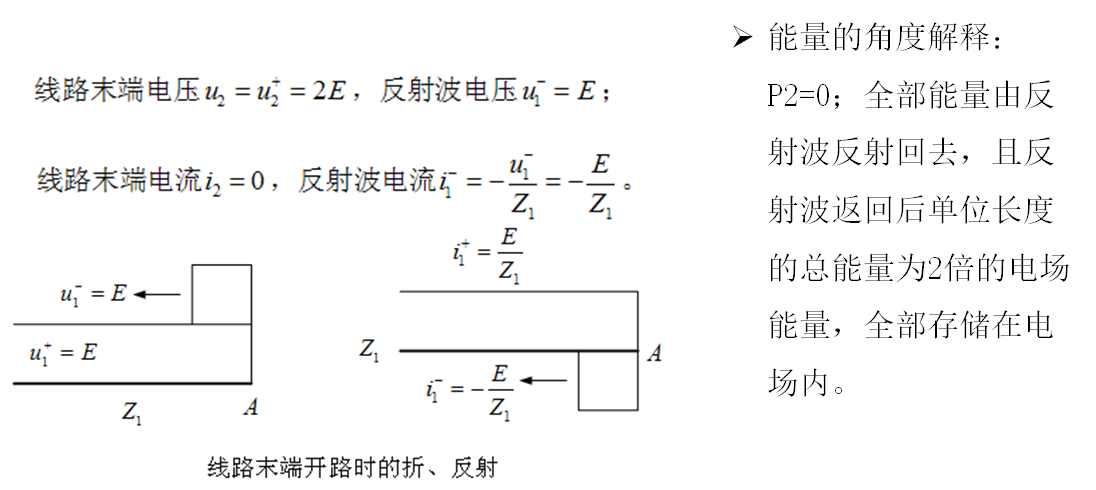 线路末端电压 $u_2 = u_2^+ = 2E$，反射波电压 $u_1^- = E$；
线路末端电流 $i_2 = 0$，反射波电流 $i_1^- = -\frac{u_1^-}{Z_1} = -\frac{E}{Z_1}$。
$u_1^- = E$
$u_1^+ = E$
$Z_1$
A
$i_1^+ = \frac{E}{Z_1}$
$Z_1$
A
$i_1^- = -\frac{E}{Z_1}$
线路末端开路时的折、反射
➢ 能量的角度解释：
P2=0；全部能量由反
射波反射回去，且反
射波返回后单位长度
的总能量为2倍的电场
能量，全部存储在电
场内。